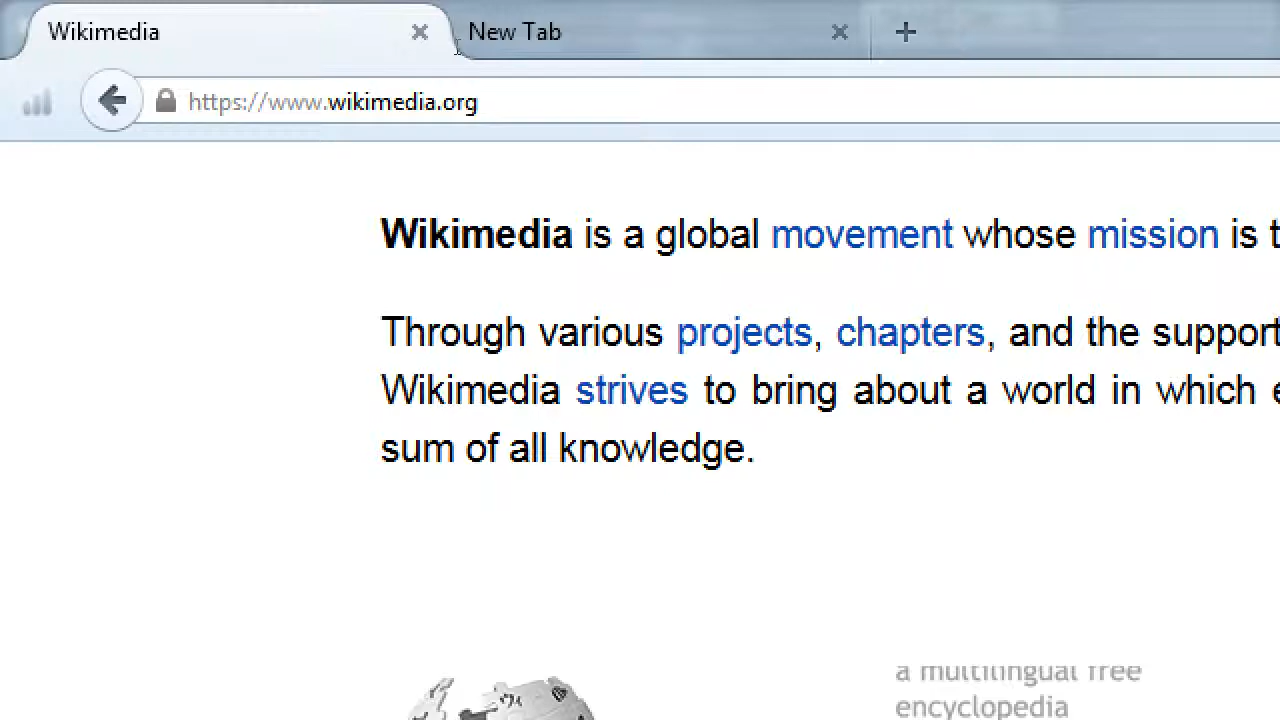 Wikimedia
New Tab
https://www.wikimedia.org
Wikimedia is a global movement whose mission is t
Through various projects, chapters, and the support
Wikimedia strives to bring about a world in which e
sum of all knowledge.
a multilingual free
encyclopedia